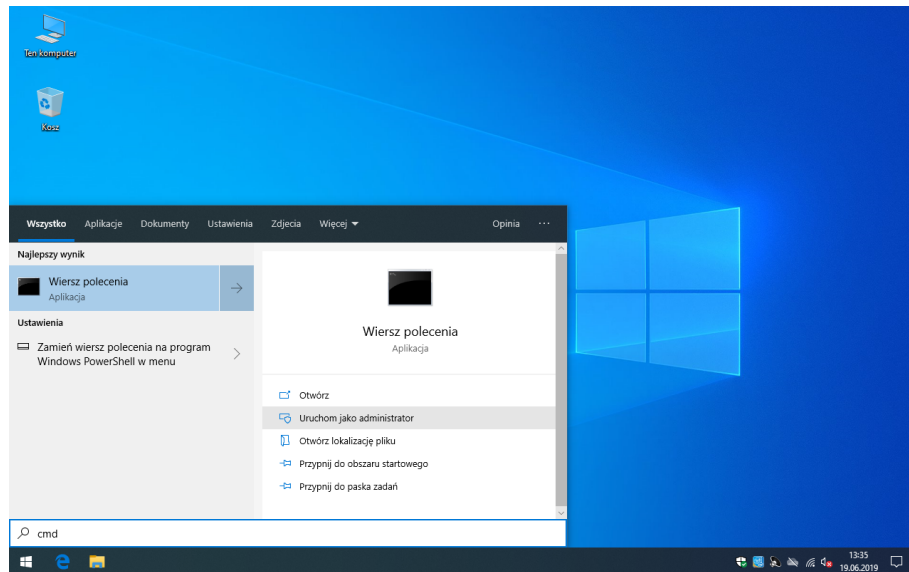 Ten komputer
Kosz
Wszystko Aplikacje Dokumenty Ustawienia Zdjecia Więcej Opinia ...
Najlepszy wynik
Wiersz polecenia
Aplikacja
Ustawienia
Zamień wiersz polecenia na program
Windows PowerShell w menu
Wiersz polecenia
Aplikacja
Otwórz
Uruchom jako administrator
Otwórz lokalizację pliku
Przypnij do obszaru startowego
Przypnij do paska zadań
cmd
13:35
19.06.2019